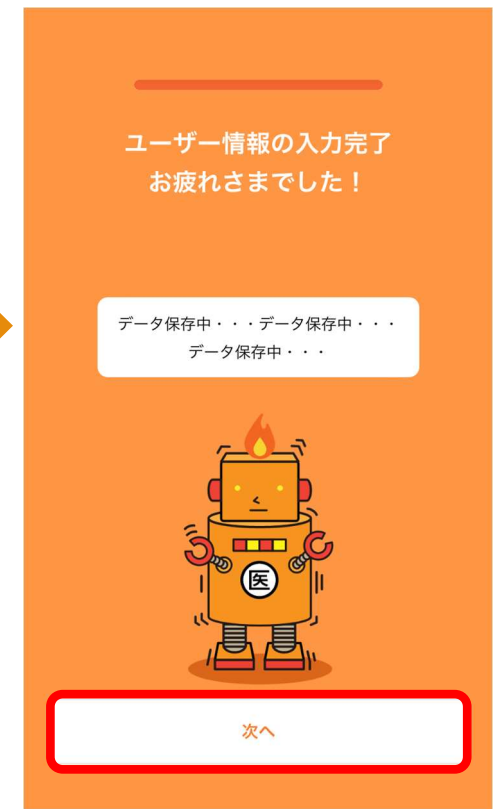 ユーザー情報の入力完了
お疲れさまでした！
データ保存中・・・データ保存中・・・
データ保存中・・・
医
次へ